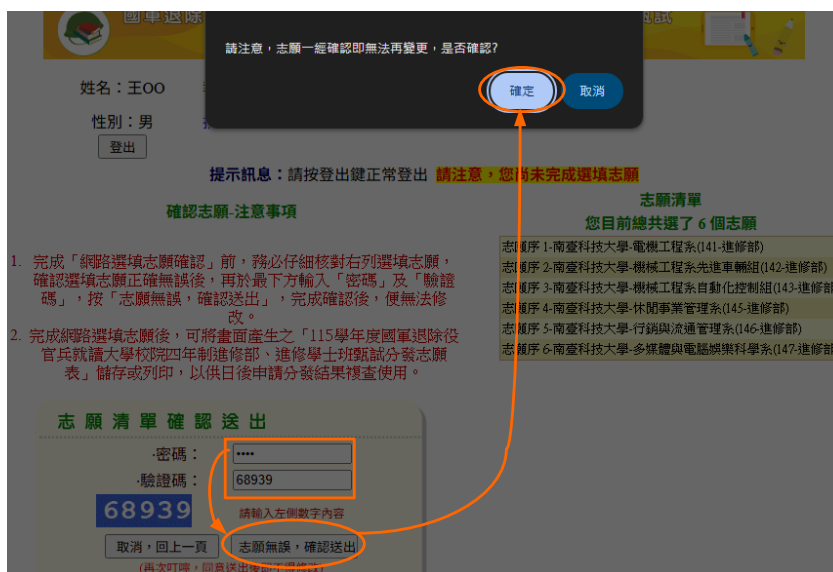 國軍退除
試
請注意，志願一經確認即無法再變更，是否確認?
確定
取消
姓名：王OO
性別：男
登出
提示訊息：請按登出鍵正常登出 請注意，您尚未完成選填志願
確認志願-注意事項
志願清單
您目前總共選了 6 個志願
1. 完成「網路選填志願確認」前，務必仔細核對右列選填志願，
確認選填志願正確無誤後，再於最下方輸入「密碼」及「驗證
碼」，按「志願無誤，確認送出」，完成確認後，便無法修
改。
2. 完成網路選填志願後，可將畫面產生之「115學年度國軍退除役
官兵就讀大學校院四年制進修部、進修學士班甄試分發志願
表」儲存或列印，以供日後申請分發結果複查使用。
志願序 1-南臺科技大學-電機工程系(141-進修部)
志願序 2-南臺科技大學-機械工程系先進車輛組(142-進修部)
志願序 3-南臺科技大學-機械工程系自動化控制組(143-進修部
志願序 4-南臺科技大學-休閒事業管理系(145-進修部)
志願序 5-南臺科技大學-行銷與流通管理系(146-進修部)
志願序 6-南臺科技大學-多媒體與電腦娛樂科學系(147-進修部
志願清單確認送出
·密碼：
••••
·驗證碼：
68939
68939
請輸入左側數字內容
取消，回上一頁
志願無誤，確認送出
(再次叮嚀，同意送出後即不得修改)